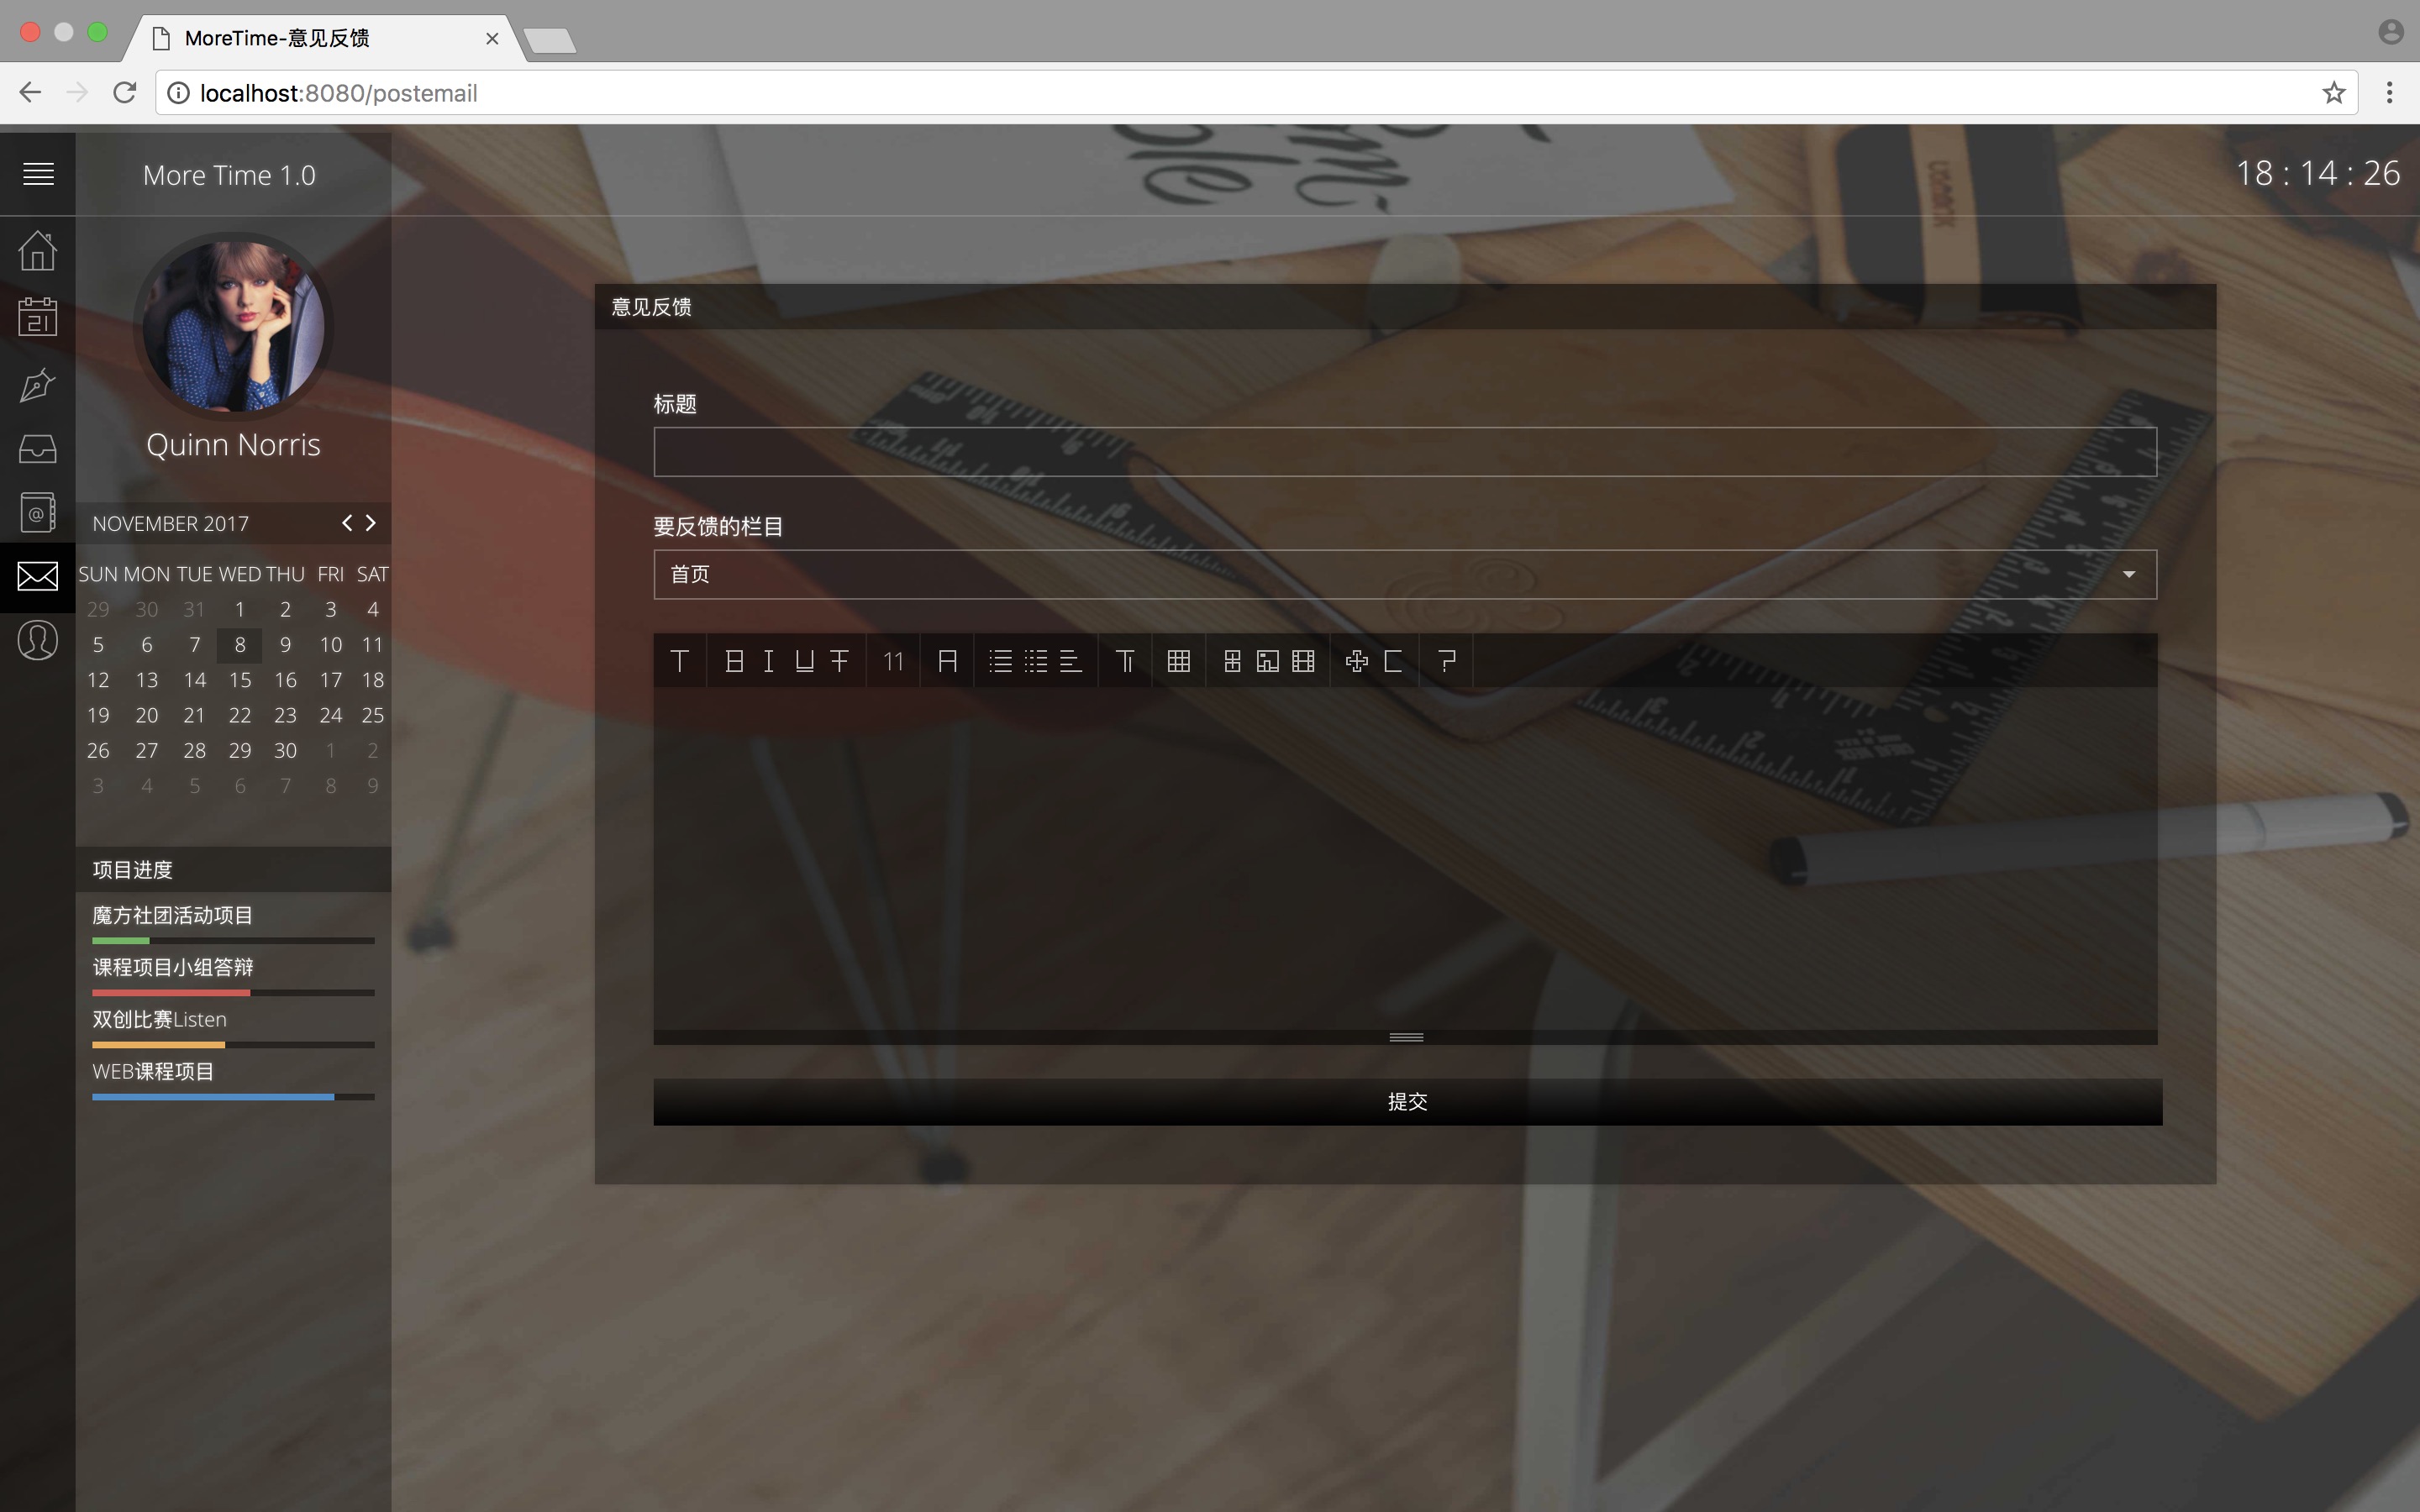 MoreTime-意见反馈
localhost:8080/postemail
More Time 1.0
18 : 14 : 26
Quinn Norris
NOVEMBER 2017
SUN MON TUE WED THU FRI SAT
29 30 31 1 2 3 4
5 6 7 8 9 10 11
12 13 14 15 16 17 18
19 20 21 22 23 24 25
26 27 28 29 30 1 2
3 4 5 6 7 8 9
项目进度
魔方社团活动项目
课程项目小组答辩
双创比赛Listen
WEB课程项目
意见反馈
标题
要反馈的栏目
首页
11
提交